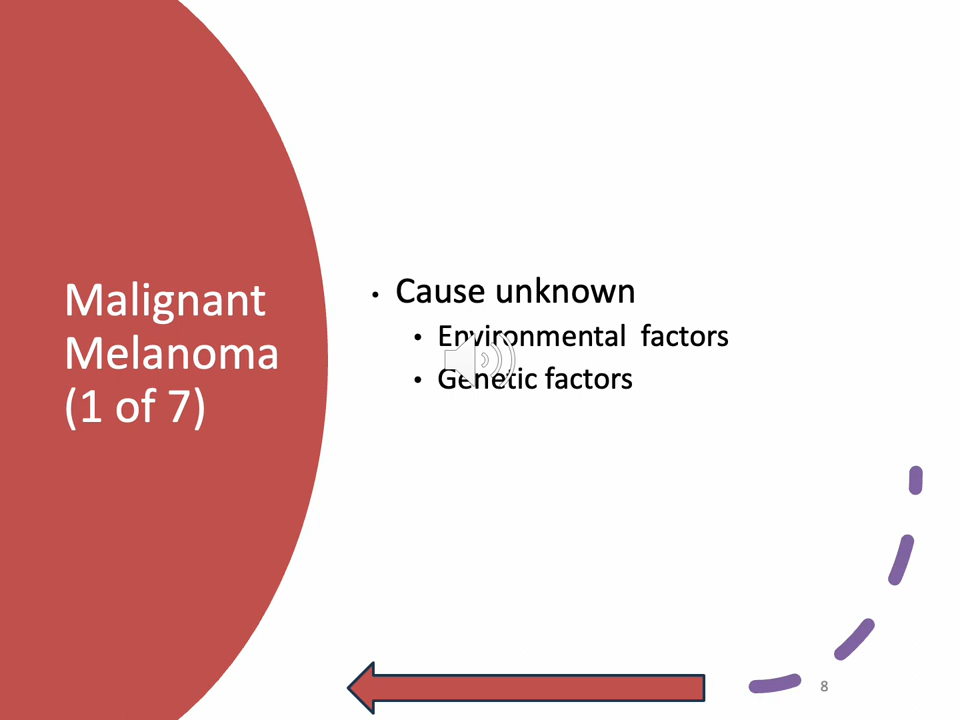 Malignant
Melanoma
(1 of 7)
• Cause unknown
• Environmental factors
• Genetic factors
8